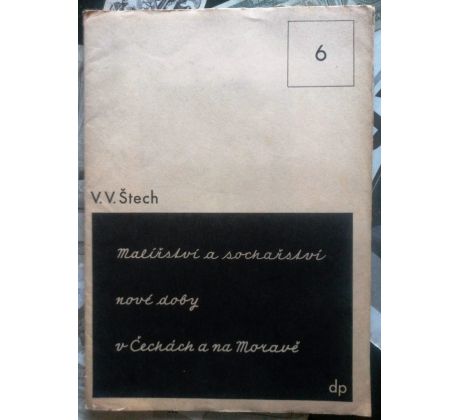 6
V. V. Štech
Malířství a sochařství
nové doby
v Čechách a na Moravě
dp